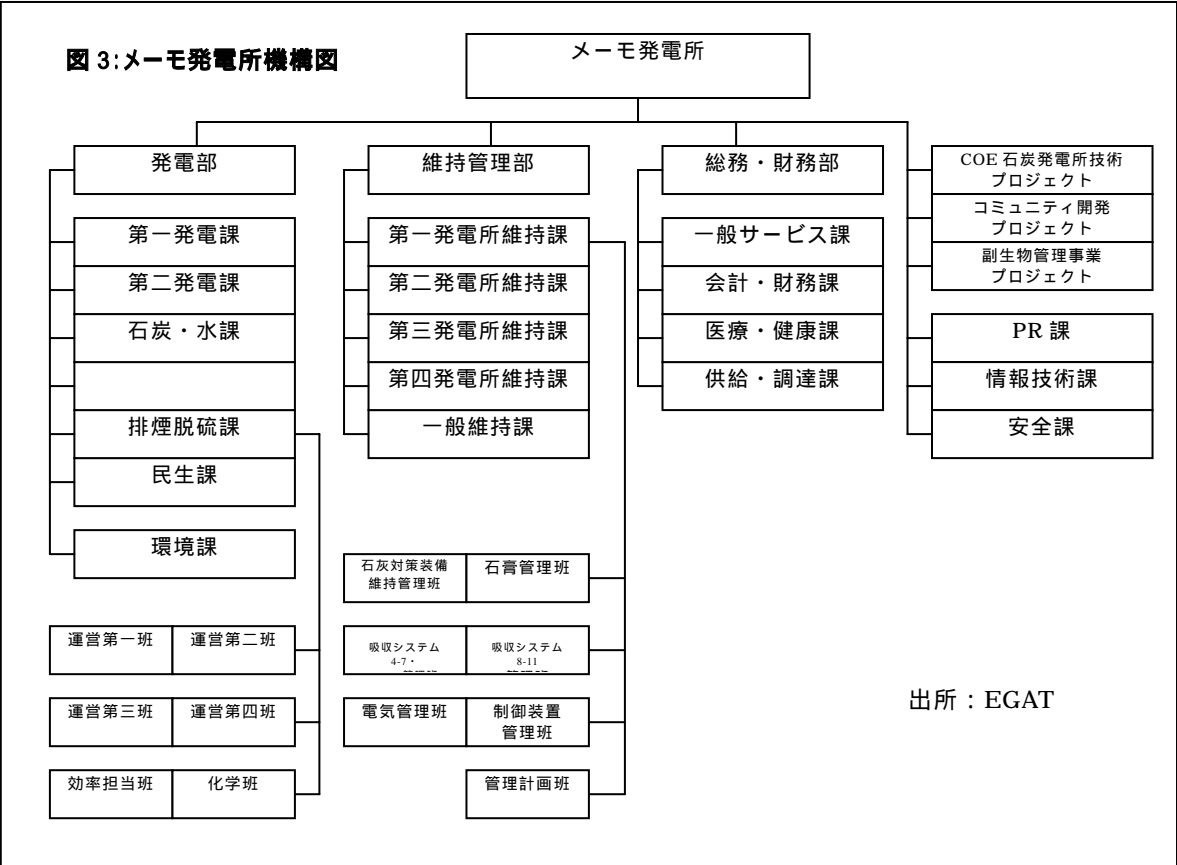 図 3:メーモ発電所機構図
メーモ発電所
発電部
第一発電課
第二発電課
石炭・水課
排煙脱硫課
民生課
環境課
運営第一班
運営第二班
運営第三班
運営第四班
効率担当班
化学班
維持管理部
第一発電所維持課
第二発電所維持課
第三発電所維持課
第四発電所維持課
一般維持課
石灰対策装備
維持管理班
石膏管理班
吸収システム
4-7・
吸収システム
8-11
電気管理班
制御装置
管理班
管理計画班
総務・財務部
一般サービス課
会計・財務課
医療・健康課
供給・調達課
COE 石炭発電所技術
プロジェクト
コミュニティ開発
プロジェクト
副生物管理事業
プロジェクト
PR 課
情報技術課
安全課
出所：EGAT